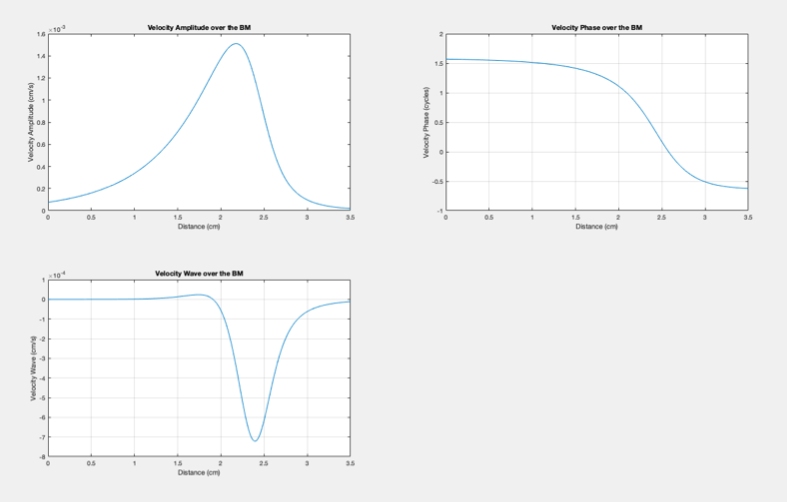 Velocity Amplitude over the BM
×10⁻³
1.6
1.4
1.2
1
0.8
0.6
0.4
0.2
0
Velocity Amplitude (cm/s)
0 0.5 1 1.5 2 2.5 3 3.5
Distance (cm)
Velocity Phase over the BM
2
1.5
1
0.5
0
-0.5
-1
Velocity Phase (cycles)
0 0.5 1 1.5 2 2.5 3 3.5
Distance (cm)
Velocity Wave over the BM
×10⁻⁴
1
0
-1
-2
-3
-4
-5
-6
-7
-8
Velocity Wave (cm/s)
0 0.5 1 1.5 2 2.5 3 3.5
Distance (cm)